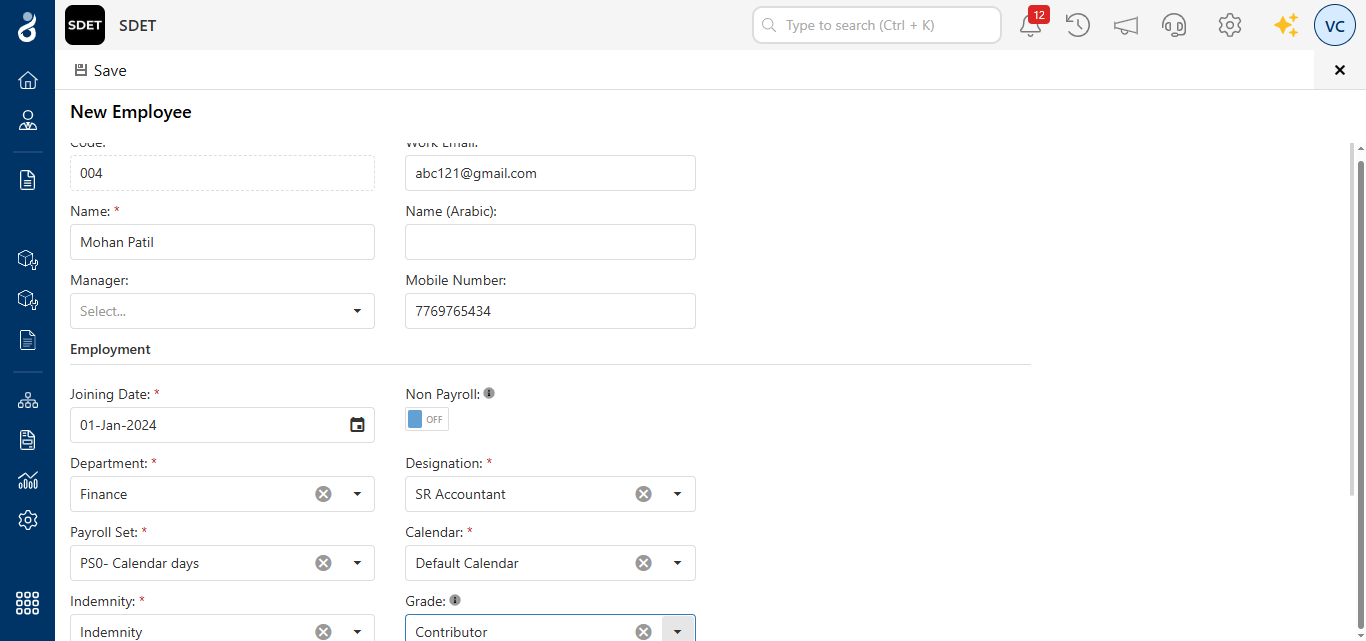 SDET SDET Type to search (Ctrl + K) 12 VC
Save
New Employee
Code: Work Email:
004 abc121@gmail.com
Name: * Name (Arabic):
Mohan Patil
Manager: Mobile Number:
Select... 7769765434
Employment
Joining Date: * Non Payroll:
01-Jan-2024 OFF
Department: * Designation: *
Finance SR Accountant
Payroll Set: * Calendar: *
PS0- Calendar days Default Calendar
Indemnity: * Grade:
Indemnity Contributor